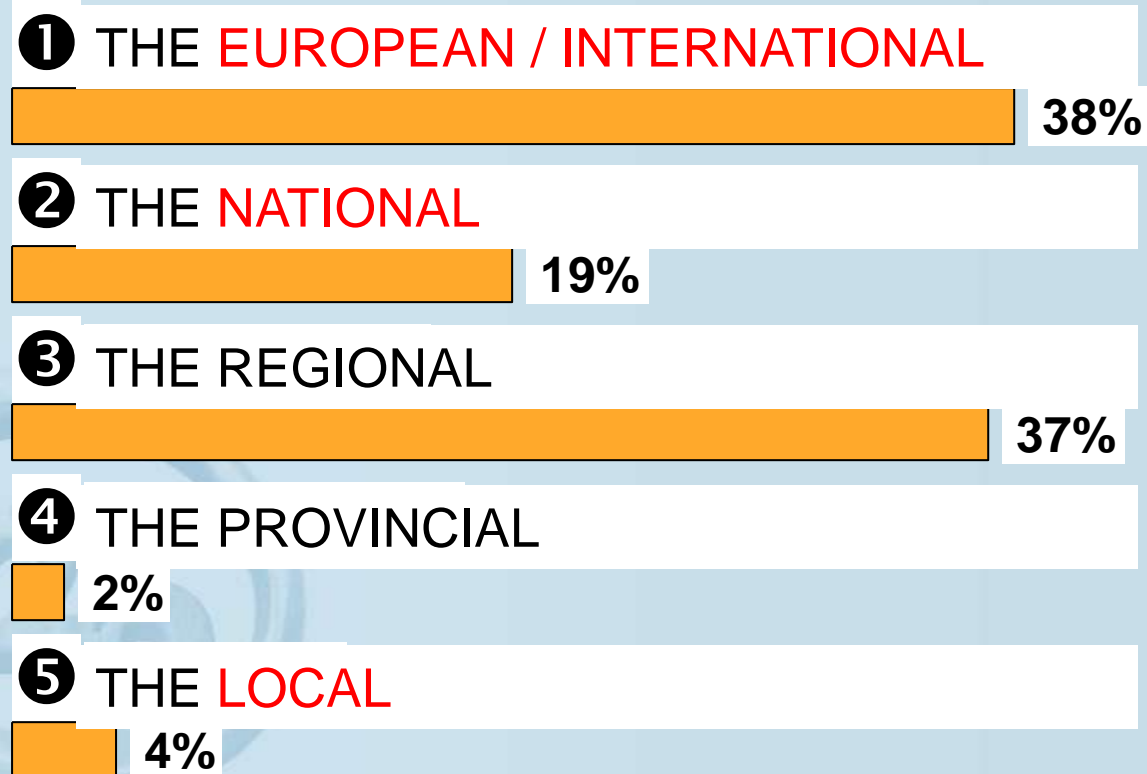 ❶ THE EUROPEAN / INTERNATIONAL
38%
❷ THE NATIONAL
19%
❸ THE REGIONAL
37%
❹ THE PROVINCIAL
2%
❺ THE LOCAL
4%